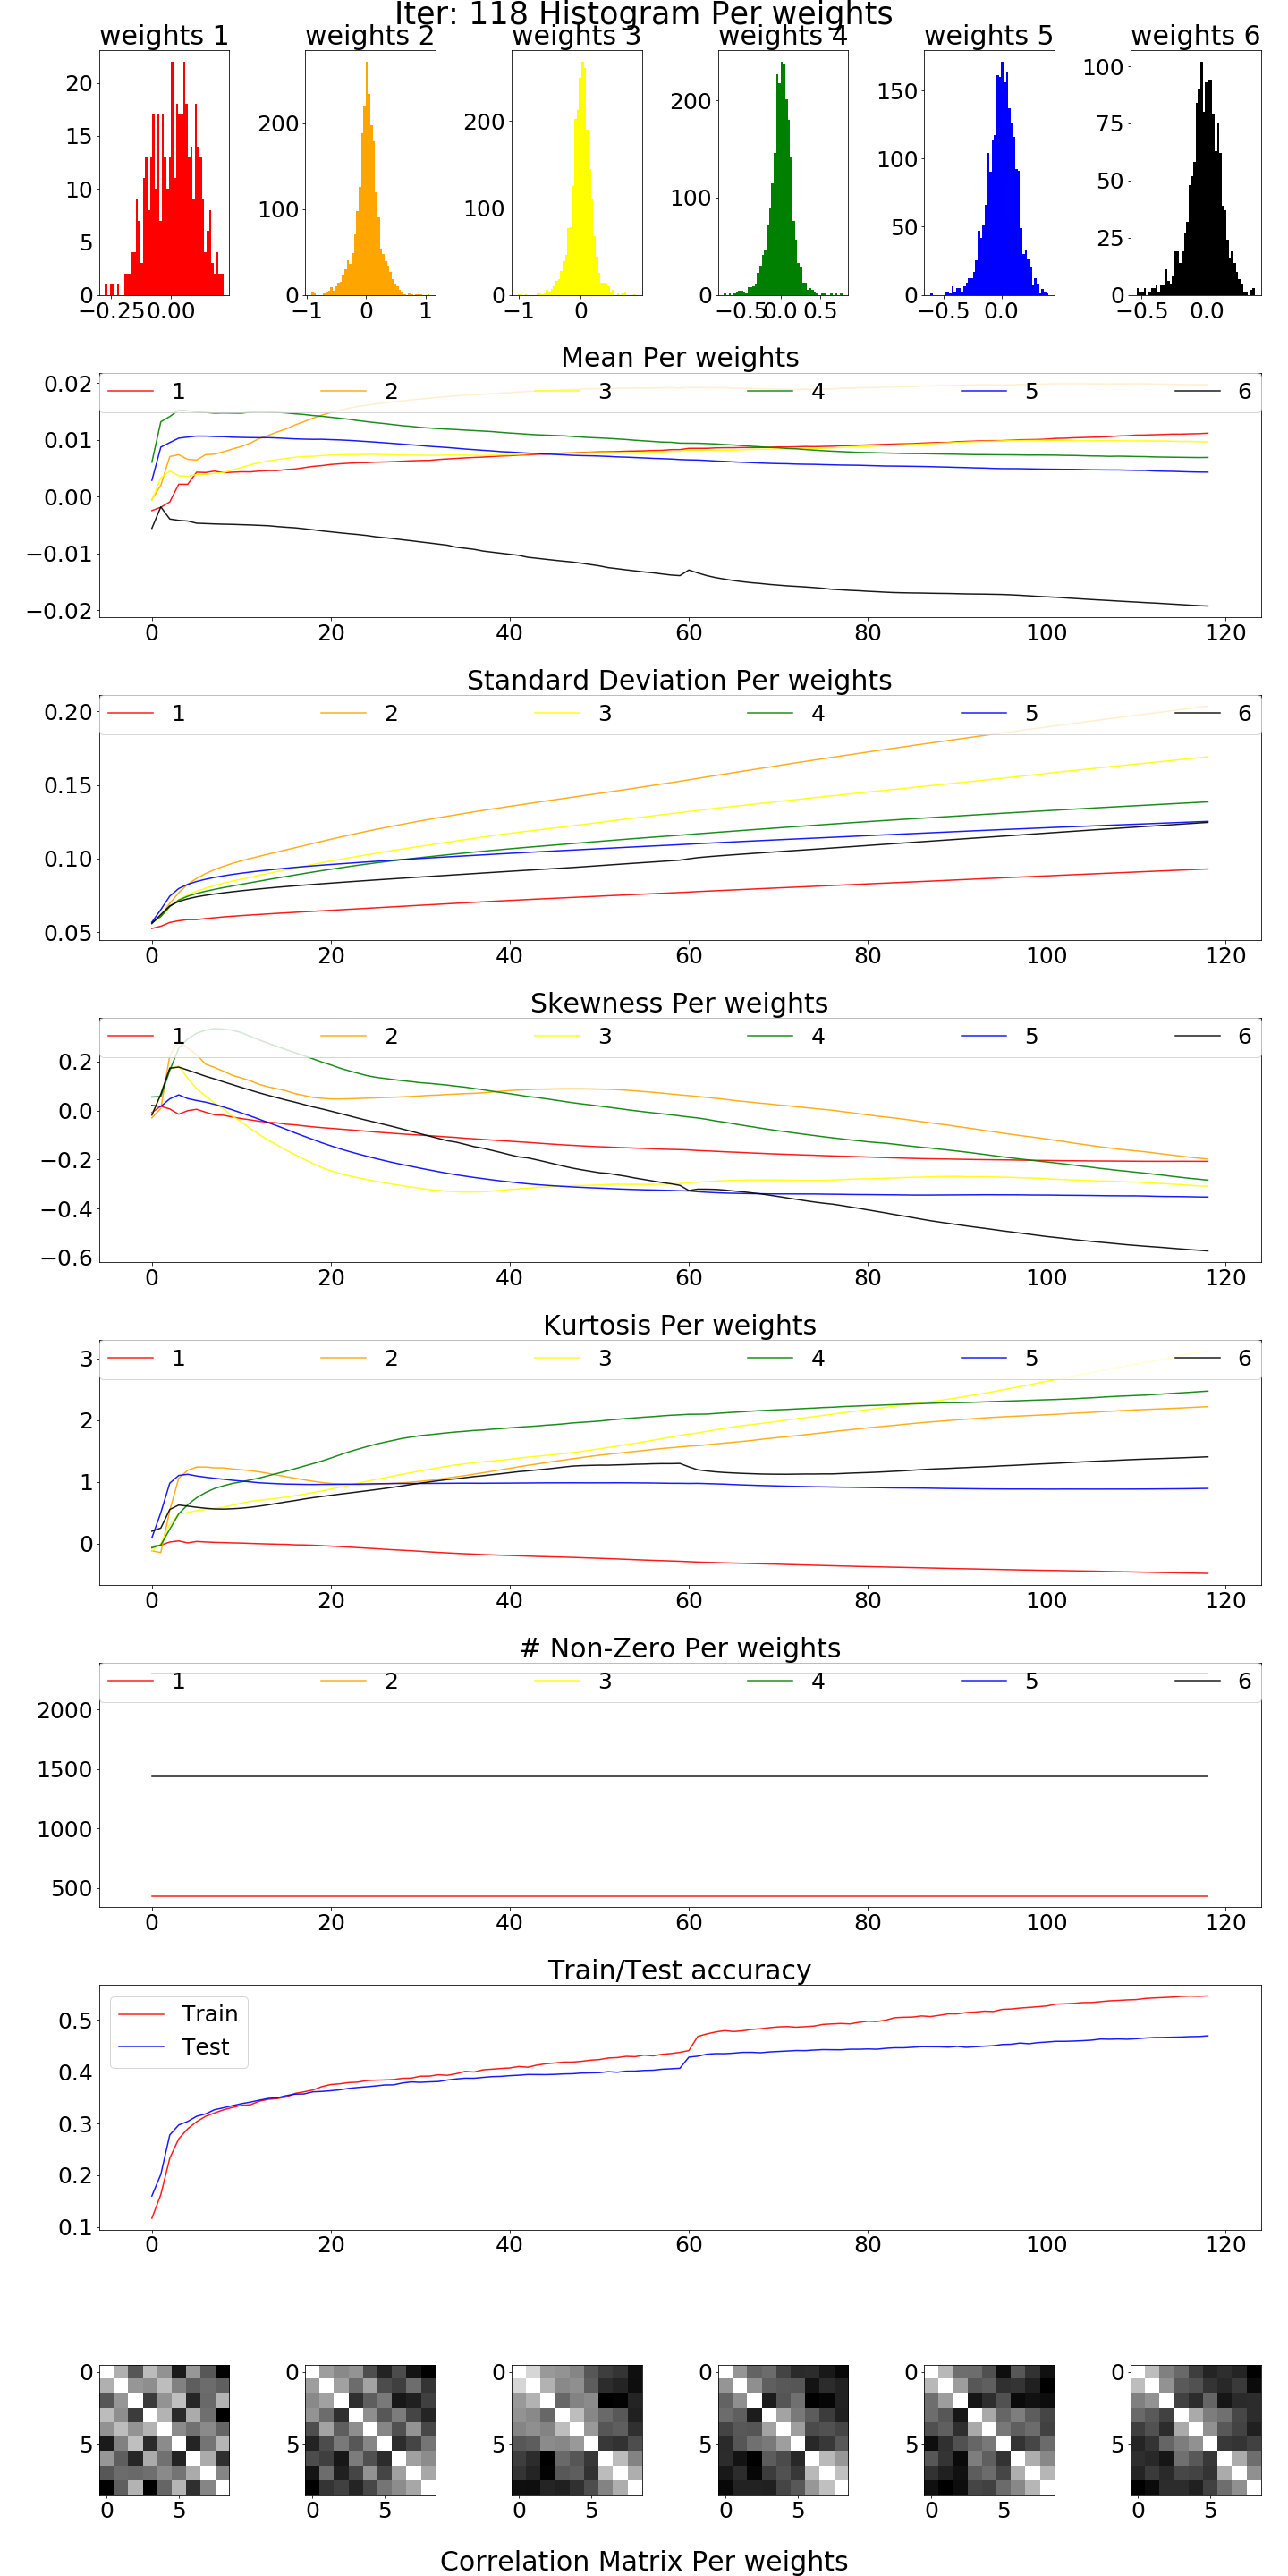 Iter: 118 Histogram Per weights
weights 1 weights 2 weights 3 weights 4 weights 5 weights 6
20
15
10
5
0
−0.25 0.00
200
100
0
−1 0 1
200
100
0
−1 0
200
100
0
−0.5 0.0 0.5
150
100
50
0
−0.5 0.0
100
75
50
25
0
−0.5 0.0
Mean Per weights
1 2 3 4 5 6
0.02
0.01
0.00
−0.01
−0.02
0 20 40 60 80 100 120
Standard Deviation Per weights
1 2 3 4 5 6
0.20
0.15
0.10
0.05
0 20 40 60 80 100 120
Skewness Per weights
1 2 3 4 5 6
0.2
0.0
−0.2
−0.4
−0.6
0 20 40 60 80 100 120
Kurtosis Per weights
1 2 3 4 5 6
3
2
1
0
0 20 40 60 80 100 120
# Non-Zero Per weights
1 2 3 4 5 6
2000
1500
1000
500
0 20 40 60 80 100 120
Train/Test accuracy
Train
Test
0.5
0.4
0.3
0.2
0.1
0 20 40 60 80 100 120
0 0 0 0 0 0
5 5 5 5 5 5
0 5 0 5 0 5 0 5 0 5 0 5
Correlation Matrix Per weights